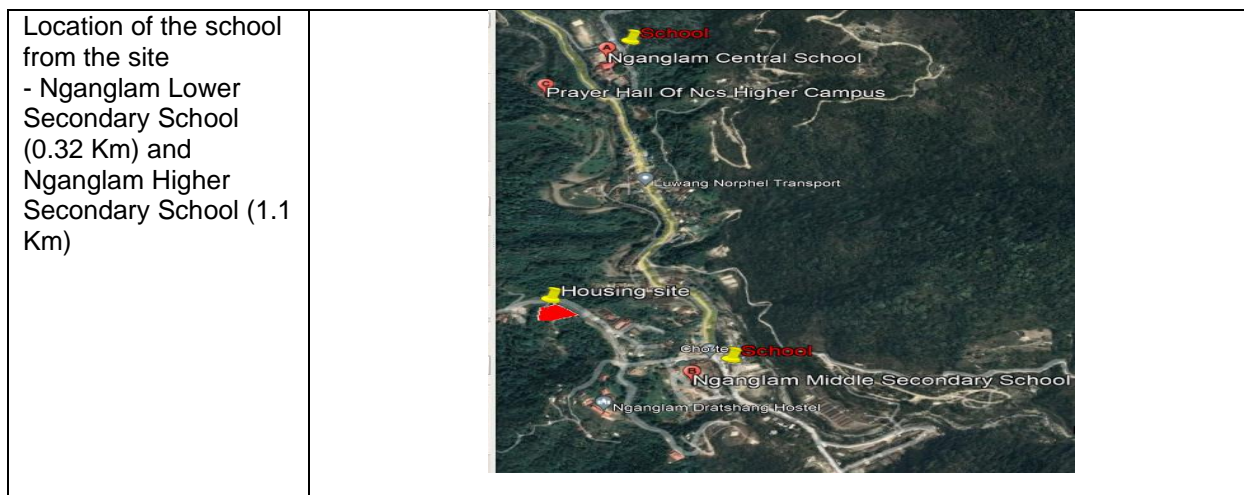 Location of the school
from the site
- Nganglam Lower
Secondary School
(0.32 Km) and
Nganglam Higher
Secondary School (1.1
Km)
School
A
Nganglam Central School
C
Prayer Hall Of Ncs Higher Campus
Luwang Norphel Transport
Housing site
School
B
Nganglam Middle Secondary School
Nganglam Dratshang Hostel